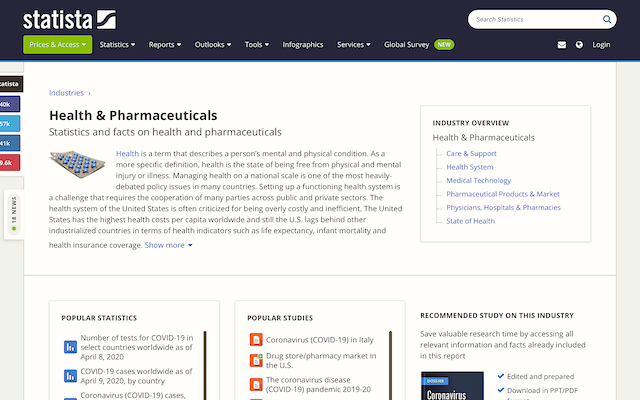 statista
Search Statistics
Prices & Access
Statistics
Reports
Outlooks
Tools
Infographics
Services
Global Survey
NEW
Login
tatista
40k
57k
41k
9.6k
18 NEWS
Industries ›
Health & Pharmaceuticals
Statistics and facts on health and pharmaceuticals
Health is a term that describes a person's mental and physical condition. As a
more specific definition, health is the state of being free from physical and mental
injury or illness. Managing health on a national scale is one of the most heavily-
debated policy issues in many countries. Setting up a functioning health system is
a challenge that requires the cooperation of many parties across public and private sectors. The
health system of the United States is often criticized for being overly costly and inefficient. The United
States has the highest health costs per capita worldwide and still the U.S. lags behind other
industrialized countries in terms of health indicators such as life expectancy, infant mortality and
health insurance coverage. Show more
INDUSTRY OVERVIEW
Health & Pharmaceuticals
Care & Support
Health System
Medical Technology
Pharmaceutical Products & Market
Physicians, Hospitals & Pharmacies
State of Health
POPULAR STATISTICS
Number of tests for COVID-19 in
select countries worldwide as of
April 8, 2020
COVID-19 cases worldwide as of
April 9, 2020, by country
Coronavirus (COVID-19) cases,
POPULAR STUDIES
Coronavirus (COVID-19) in Italy
Drug store/pharmacy market in
the U.S.
The coronavirus disease
(COVID-19) pandemic 2019-20
RECOMMENDED STUDY ON THIS INDUSTRY
Save valuable research time by accessing all
relevant information and facts already included
in this report
DOSSIER
Coronavirus
Edited and prepared
Download in PPT/PDF
format